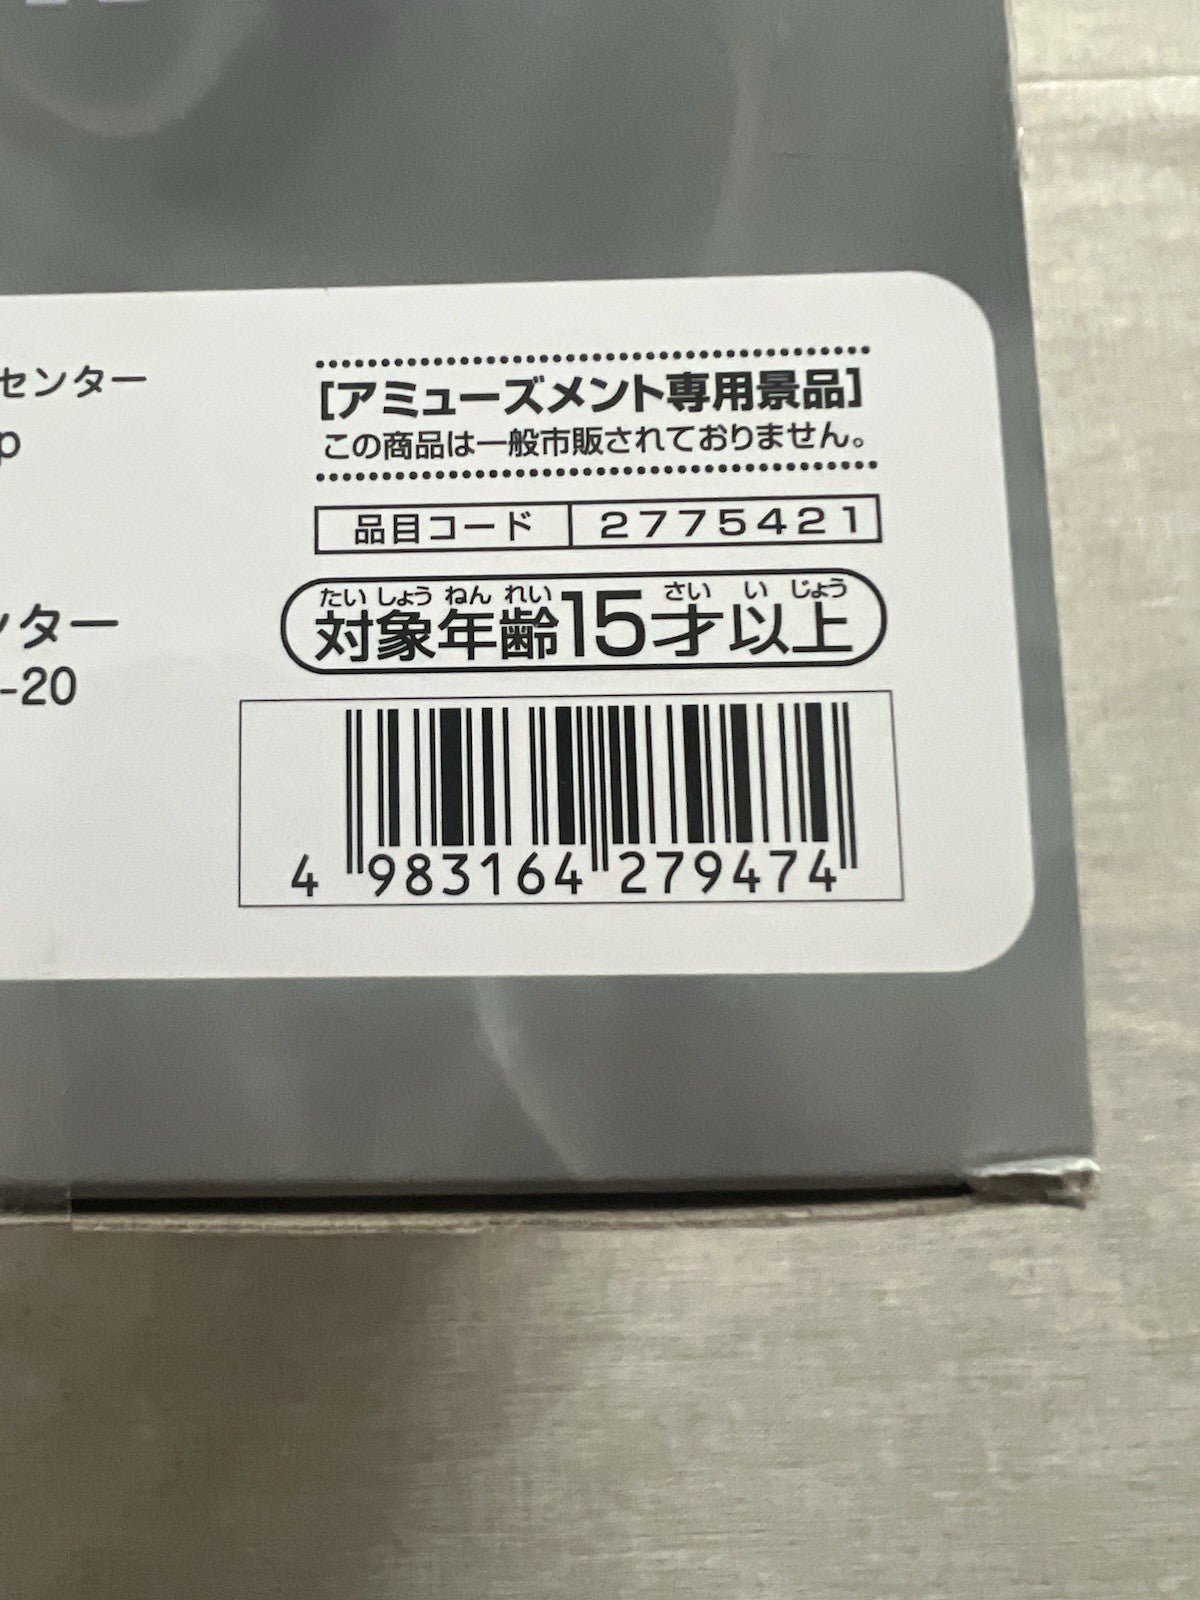 センター
p
[アミューズメント専用景品]
この商品は一般市販されておりません。
品目コード 2775421
たいしょうねんれい さい い じょう
対象年齢15才以上
ンター
-20
4 983164 279474